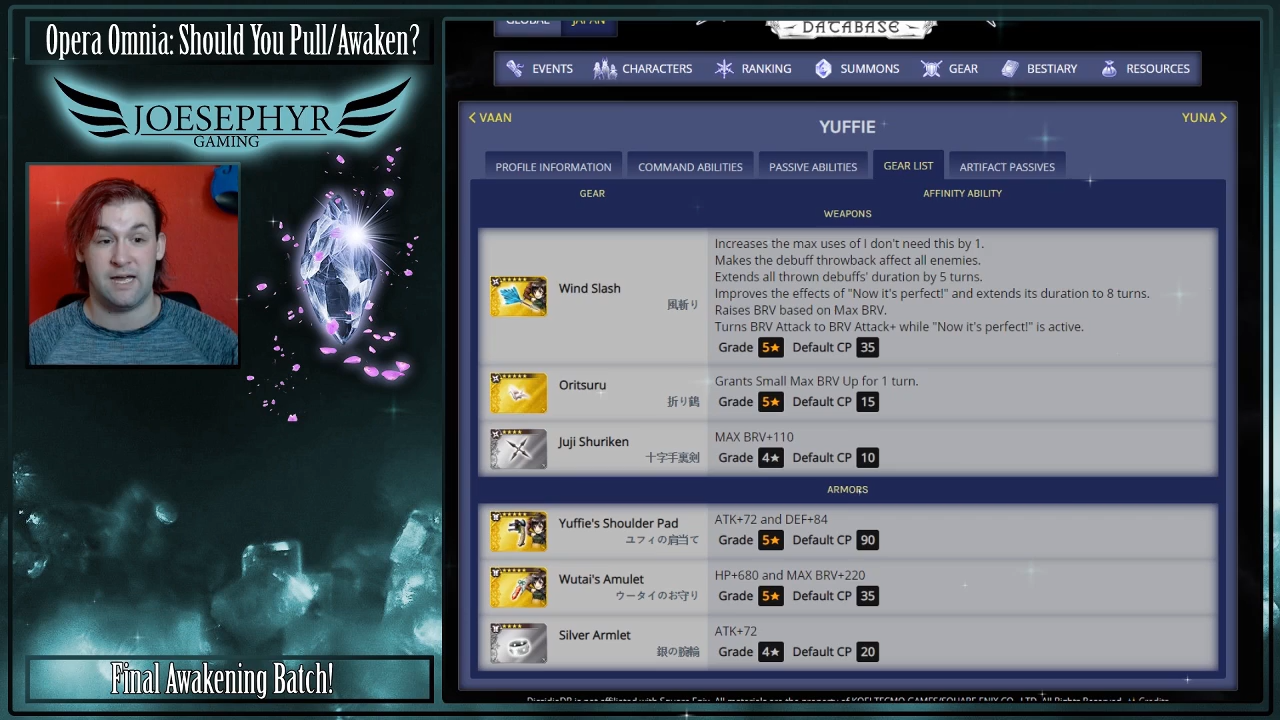 Opera Omnia: Should You Pull/Awaken?
JOESEPHYR
GAMING
Final Awakening Batch!
GLOBAL
JAPAN
DATABASE
EVENTS
CHARACTERS
RANKING
SUMMONS
GEAR
BESTIARY
RESOURCES
< VAAN
YUFFIE
YUNA >
PROFILE INFORMATION
COMMAND ABILITIES
PASSIVE ABILITIES
GEAR LIST
ARTIFACT PASSIVES
GEAR
AFFINITY ABILITY
WEAPONS
Wind Slash
風斬り
Increases the max uses of I don't need this by 1.
Makes the debuff throwback affect all enemies.
Extends all thrown debuffs' duration by 5 turns.
Improves the effects of "Now it's perfect!" and extends its duration to 8 turns.
Raises BRV based on Max BRV.
Turns BRV Attack to BRV Attack+ while "Now it's perfect!" is active.
Grade 5★ Default CP 35
Oritsuru
折り鶴
Grants Small Max BRV Up for 1 turn.
Grade 5★ Default CP 15
Juji Shuriken
十字手裏剣
MAX BRV+110
Grade 4★ Default CP 10
ARMORS
Yuffie's Shoulder Pad
ユフィの肩当て
ATK+72 and DEF+84
Grade 5★ Default CP 90
Wutai's Amulet
ウータイのお守り
HP+680 and MAX BRV+220
Grade 5★ Default CP 35
Silver Armlet
銀の腕輪
ATK+72
Grade 4★ Default CP 20